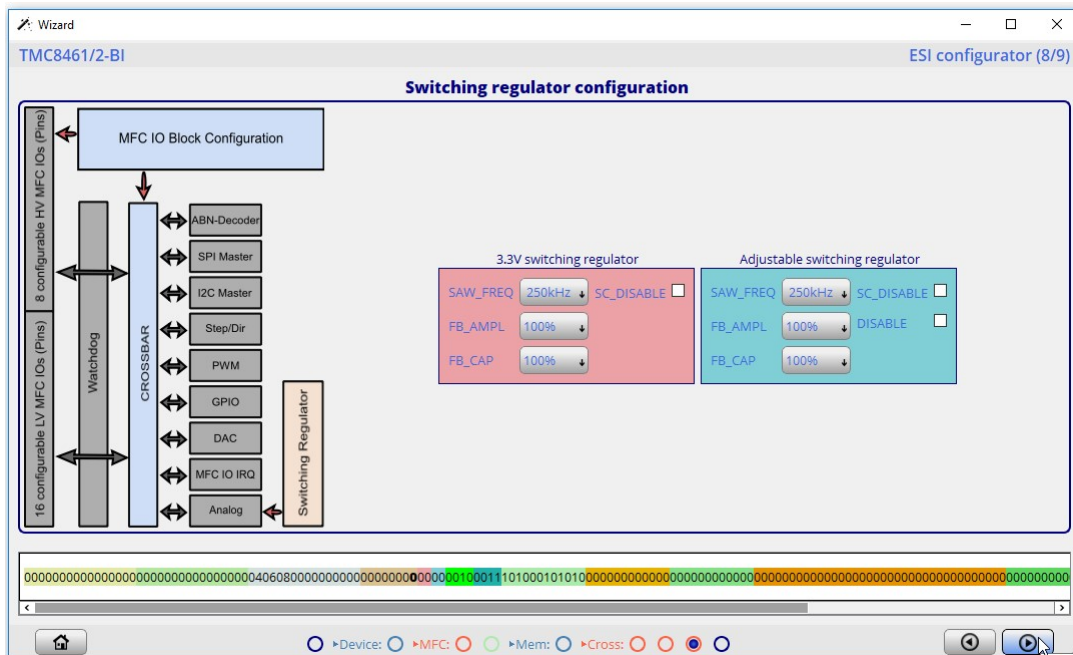 Wizard
TMC8461/2-BI
ESI configurator (8/9)
Switching regulator configuration
8 configurable HV MFC IOs (Pins)
16 configurable LV MFC IOs (Pins)
MFC IO Block Configuration
Watchdog
CROSSBAR
ABN-Decoder
SPI Master
I2C Master
Step/Dir
PWM
GPIO
DAC
MFC IO IRQ
Analog
Switching Regulator
3.3V switching regulator
SAW_FREQ 250kHz SC_DISABLE
FB_AMPL 100%
FB_CAP 100%
Adjustable switching regulator
SAW_FREQ 250kHz SC_DISABLE
FB_AMPL 100% DISABLE
FB_CAP 100%
Device: MFC: Mem: Cross: